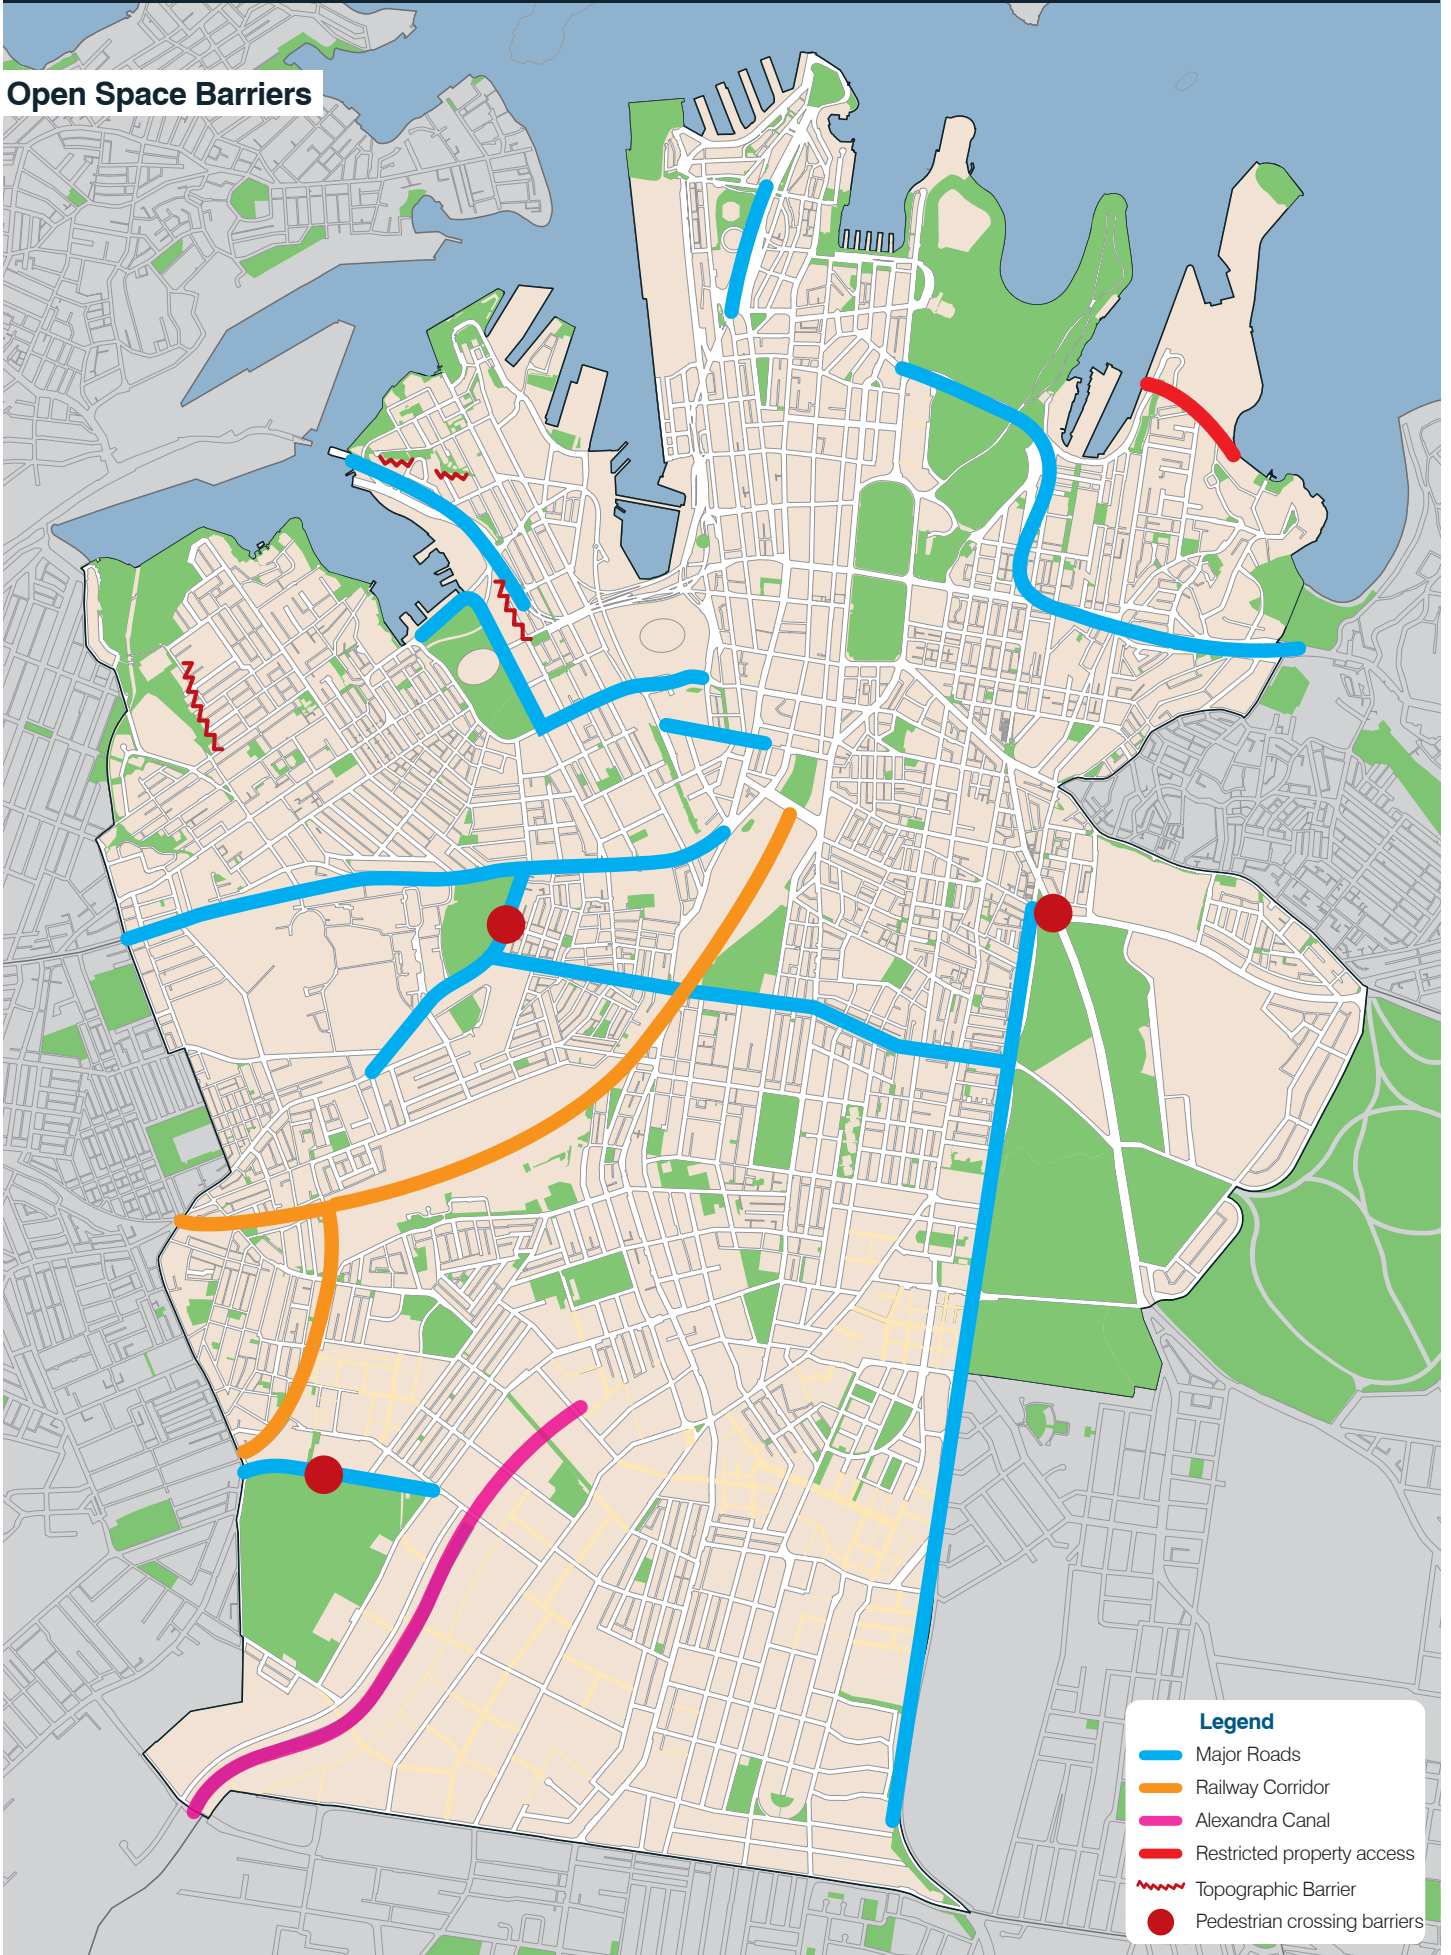 Open Space Barriers
Legend
Major Roads
Railway Corridor
Alexandra Canal
Restricted property access
Topographic Barrier
Pedestrian crossing barriers